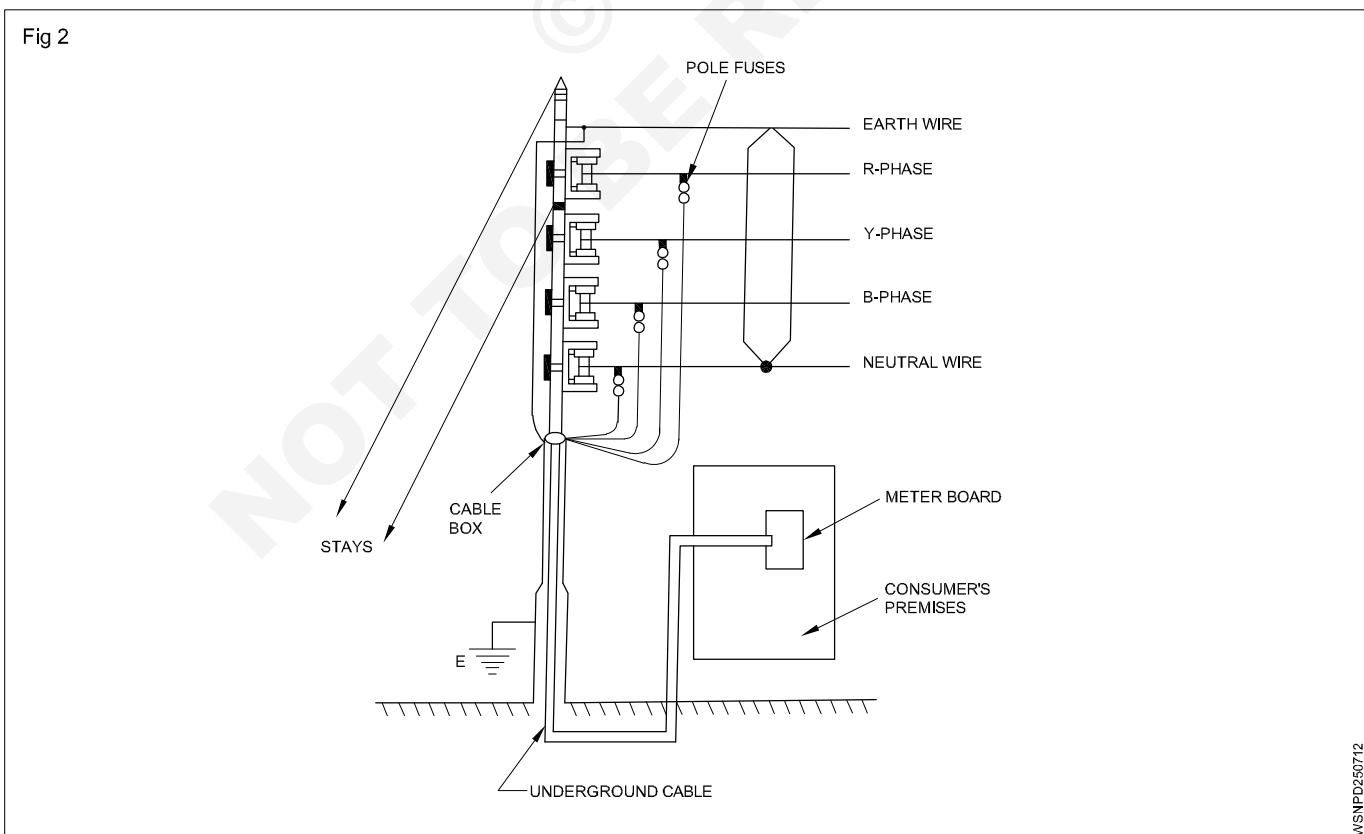 Fig 2
POLE FUSES
EARTH WIRE
R-PHASE
Y-PHASE
B-PHASE
NEUTRAL WIRE
METER BOARD
CABLE
BOX
STAYS
CONSUMER'S
PREMISES
E
UNDERGROUND CABLE
WSNPD250712
©
NOT TO BE